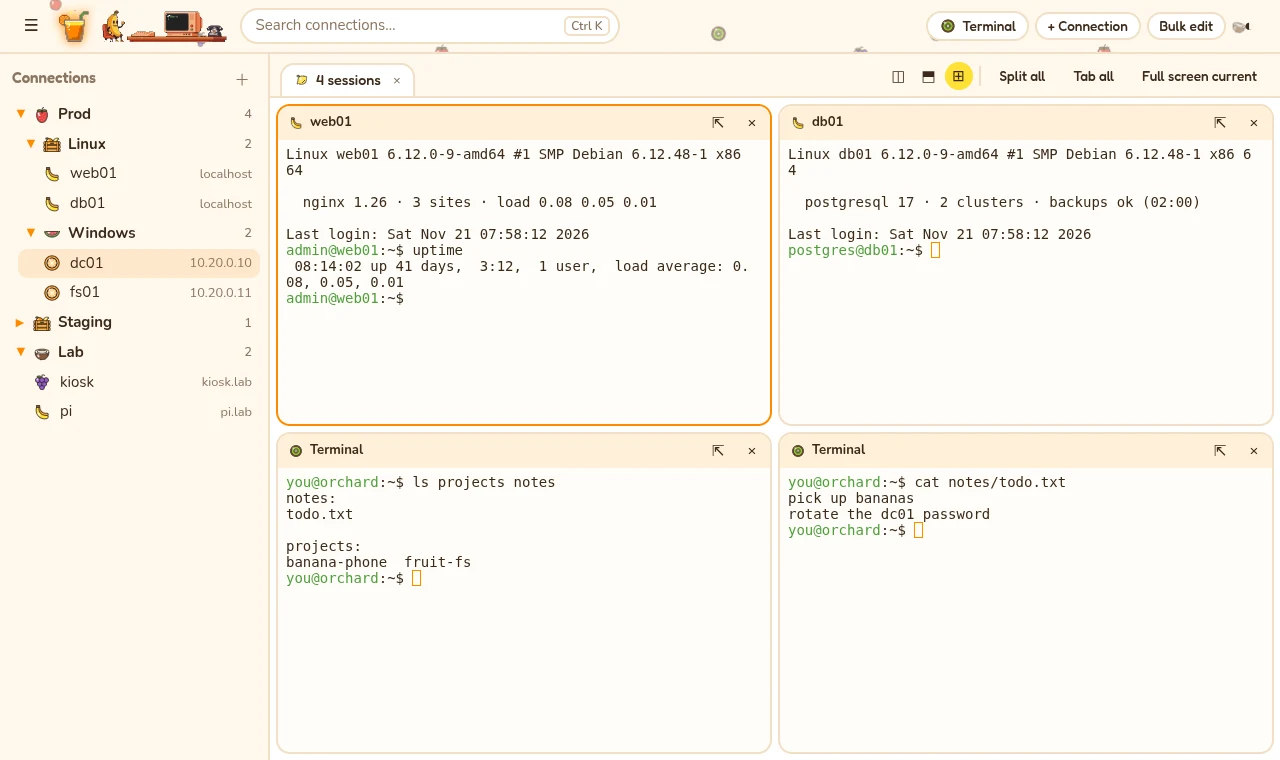 Search connections...
Ctrl K
Terminal
+ Connection
Bulk edit
Connections
Prod 4
Linux 2
web01 localhost
db01 localhost
Windows 2
dc01 10.20.0.10
fs01 10.20.0.11
Staging 1
Lab 2
kiosk kiosk.lab
pi pi.lab
4 sessions
Split all
Tab all
Full screen current
web01
Linux web01 6.12.0-9-amd64 #1 SMP Debian 6.12.48-1 x86
64
nginx 1.26 · 3 sites · load 0.08 0.05 0.01
Last login: Sat Nov 21 07:58:12 2026
admin@web01:~$ uptime
08:14:02 up 41 days,  3:12,  1 user,  load average: 0.
08, 0.05, 0.01
admin@web01:~$
db01
Linux db01 6.12.0-9-amd64 #1 SMP Debian 6.12.48-1 x86 6
4
postgresql 17 · 2 clusters · backups ok (02:00)
Last login: Sat Nov 21 07:58:12 2026
postgres@db01:~$
Terminal
you@orchard:~$ ls projects notes
notes:
todo.txt
projects:
banana-phone  fruit-fs
you@orchard:~$
Terminal
you@orchard:~$ cat notes/todo.txt
pick up bananas
rotate the dc01 password
you@orchard:~$